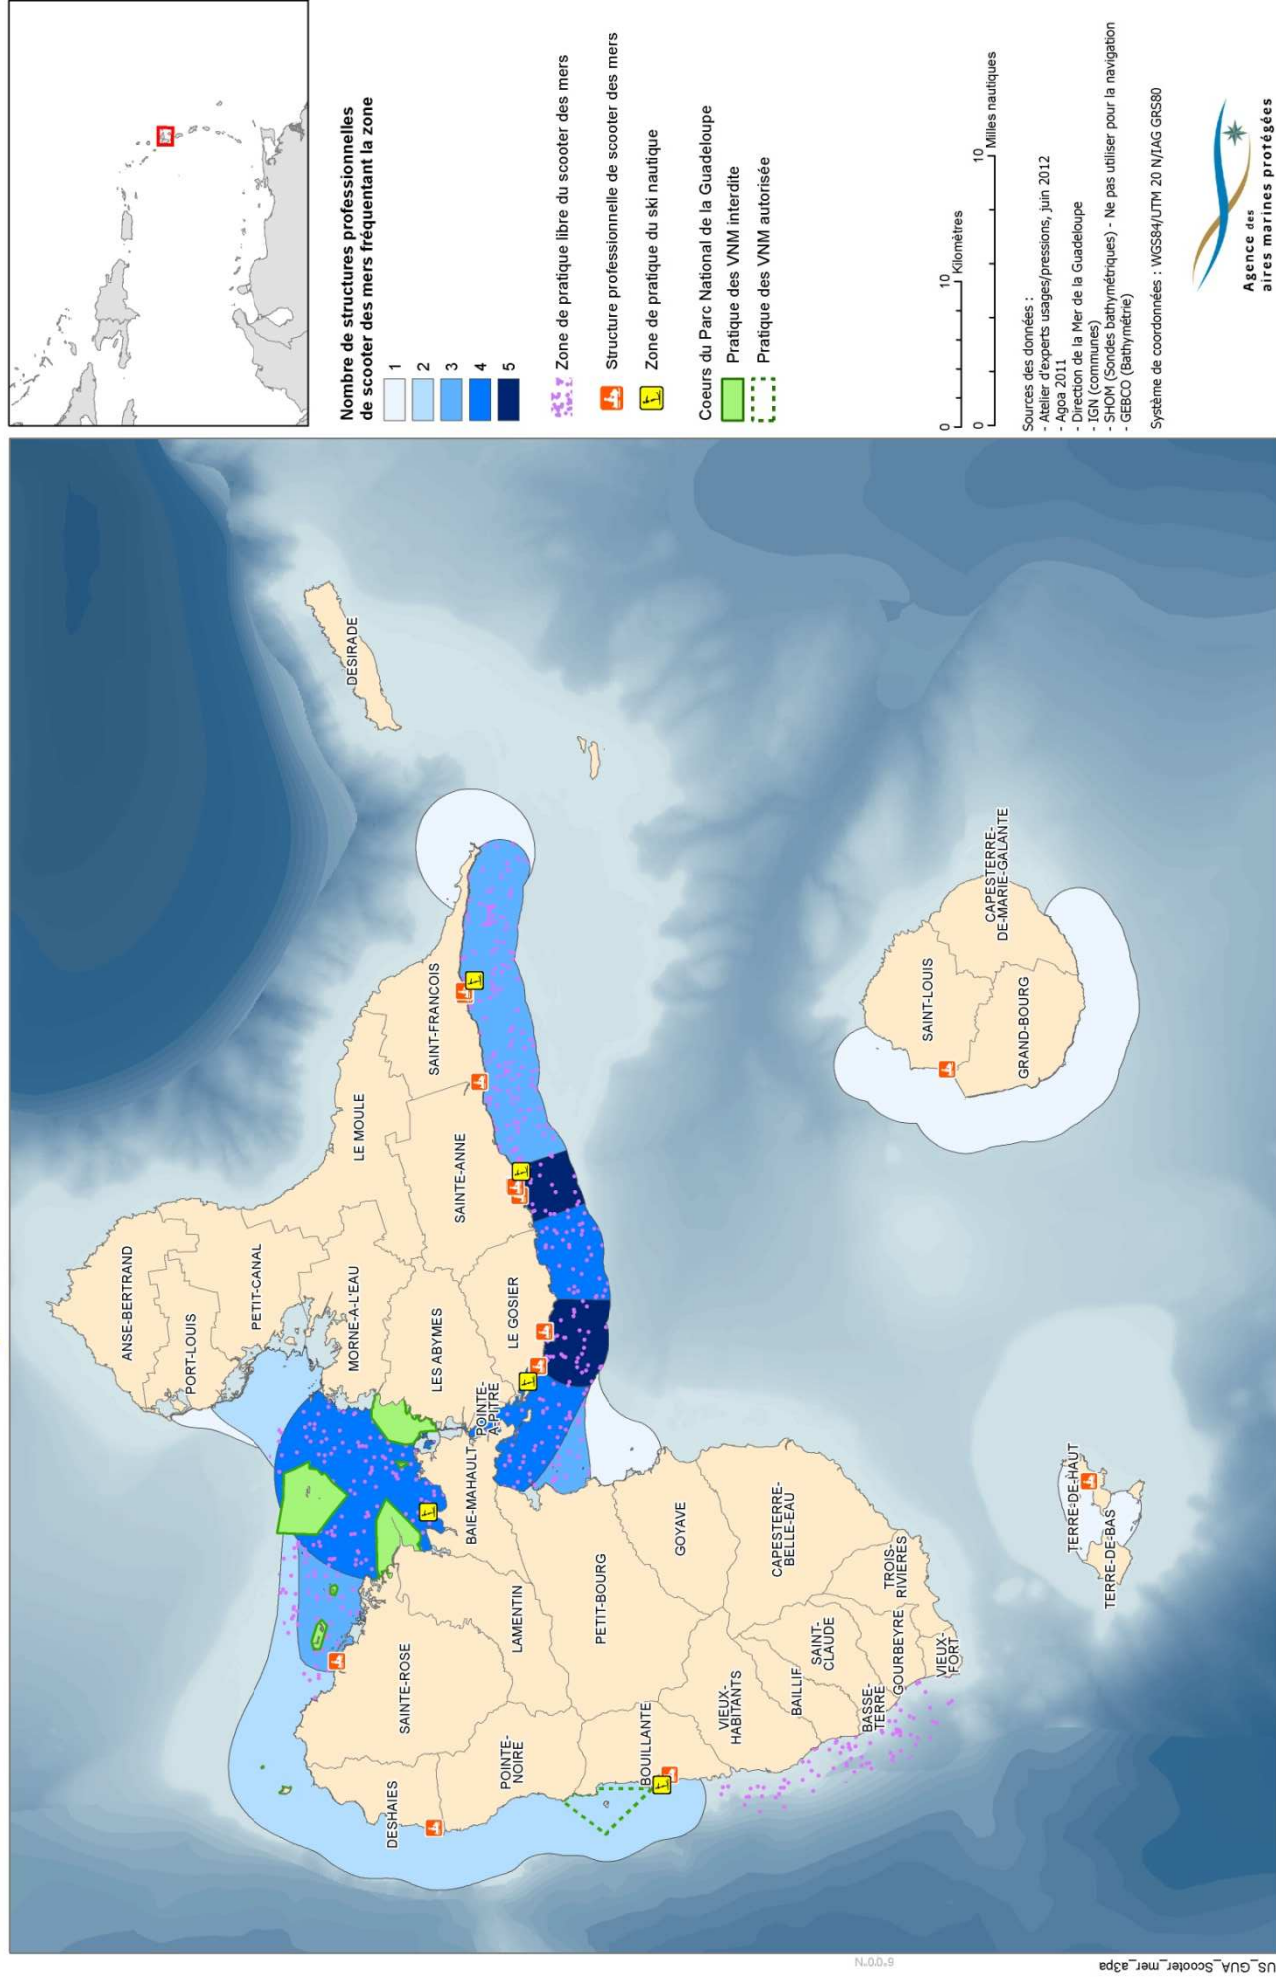 Nombre de structures professionnelles
de scooter des mers fréquentant la zone
1
2
3
4
5
Zone de pratique libre du scooter des mers
Structure professionnelle de scooter des mers
Zone de pratique du ski nautique
Coeurs du Parc National de la Guadeloupe
Pratique des VNM interdite
Pratique des VNM autorisée
0
10
Kilomètres
0
10
Milles nautiques
Sources des données :
- Atelier d'experts usages/pressions, juin 2012
- Agoa 2011
- Direction de la Mer de la Guadeloupe
- IGN (communes)
- SHOM (Sondes bathymétriques) - Ne pas utiliser pour la navigation
- GEBCO (Bathymétrie)
Système de coordonnées : WGS84/UTM 20 N/IAG GRS80
Agence des
aires marines protégées
ANSE-BERTRAND
PORT-LOUIS
PETIT-CANAL
MORNE-A-L'EAU
LE MOULE
LES ABYMES
SAINTE-ANNE
SAINT-FRANCOIS
DESIRADE
LE GOSIER
POINTE-
A-PITRE
BAIE-MAHAULT
SAINTE-ROSE
LAMENTIN
DESHAIES
POINTE-
NOIRE
PETIT-BOURG
GOYAVE
BOUILLANTE
VIEUX-
HABITANTS
CAPESTERRE-
BELLE-EAU
BAILLIF
SAINT-
CLAUDE
BASSE-
TERRE
GOURBEYRE
TROIS-
RIVIERES
VIEUX-
FORT
SAINT-LOUIS
CAPESTERRE-
DE-MARIE-GALANTE
GRAND-BOURG
TERRE-DE-HAUT
TERRE-DE-BAS
6°0'0"N
US_GUA_Scooter_mer_a3pa